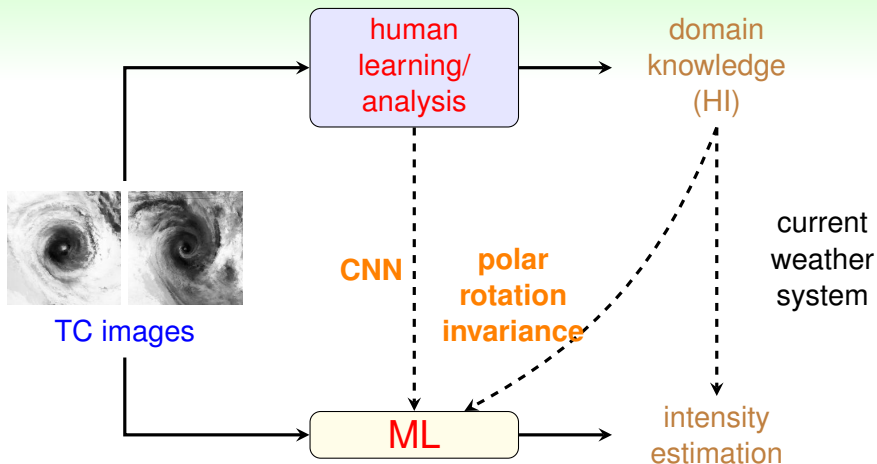 human
learning/
analysis
domain
knowledge
(HI)
TC images
CNN
polar
rotation
invariance
current
weather
system
ML
intensity
estimation